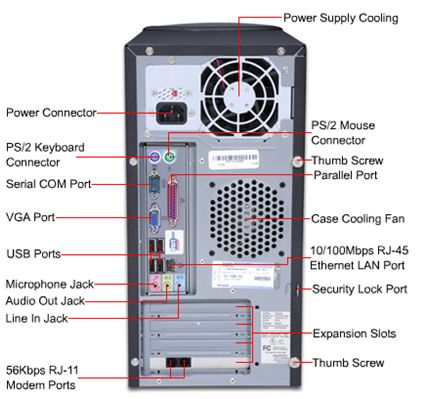 Power Supply Cooling
Power Connector
PS/2 Mouse
Connector
PS/2 Keyboard
Connector
Thumb Screw
Parallel Port
Serial COM Port
VGA Port
Case Cooling Fan
USB Ports
10/100Mbps RJ-45
Ethernet LAN Port
Microphone Jack
Security Lock Port
Audio Out Jack
Line In Jack
Expansion Slots
56Kbps RJ-11
Modem Ports
Thumb Screw
FC